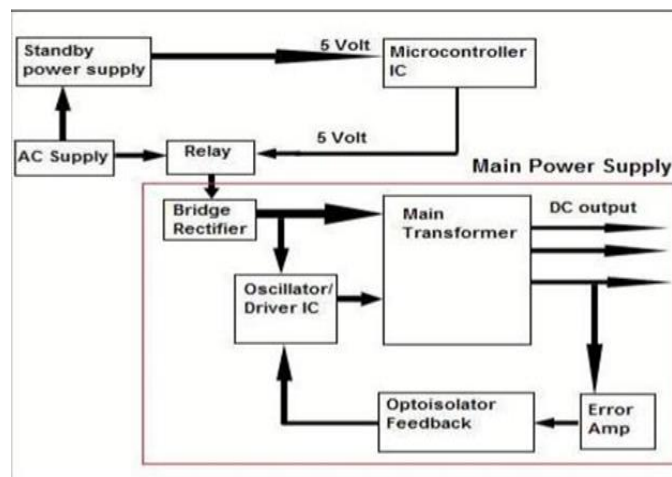 Standby
power supply
5 Volt
Microcontroller
IC
AC Supply
Relay
5 Volt
Main Power Supply
Bridge
Rectifier
Main
Transformer
DC output
Oscillator/
Driver IC
Optoisolator
Feedback
Error
Amp